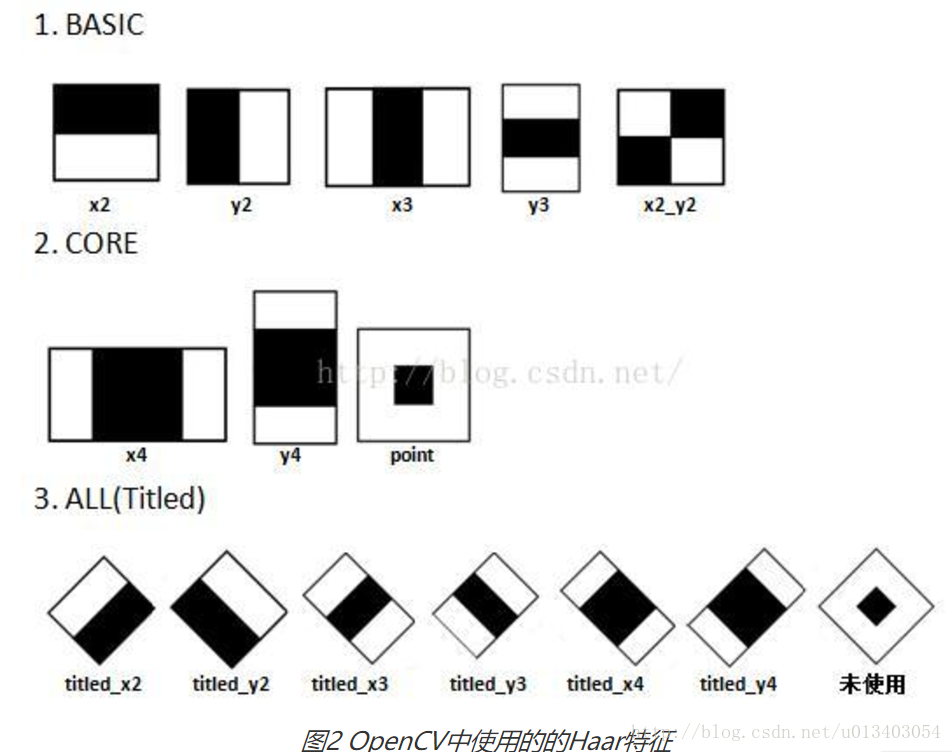 1. BASIC
x2 y2 x3 y3 x2_y2
2. CORE
http://blog.csdn.net/
x4 y4 point
3. ALL(Titled)
titled_x2 titled_y2 titled_x3 titled_y3 titled_x4 titled_y4 未使用
http://blog.csdn.net/u013403054
图2 OpenCV中使用的的Haar特征